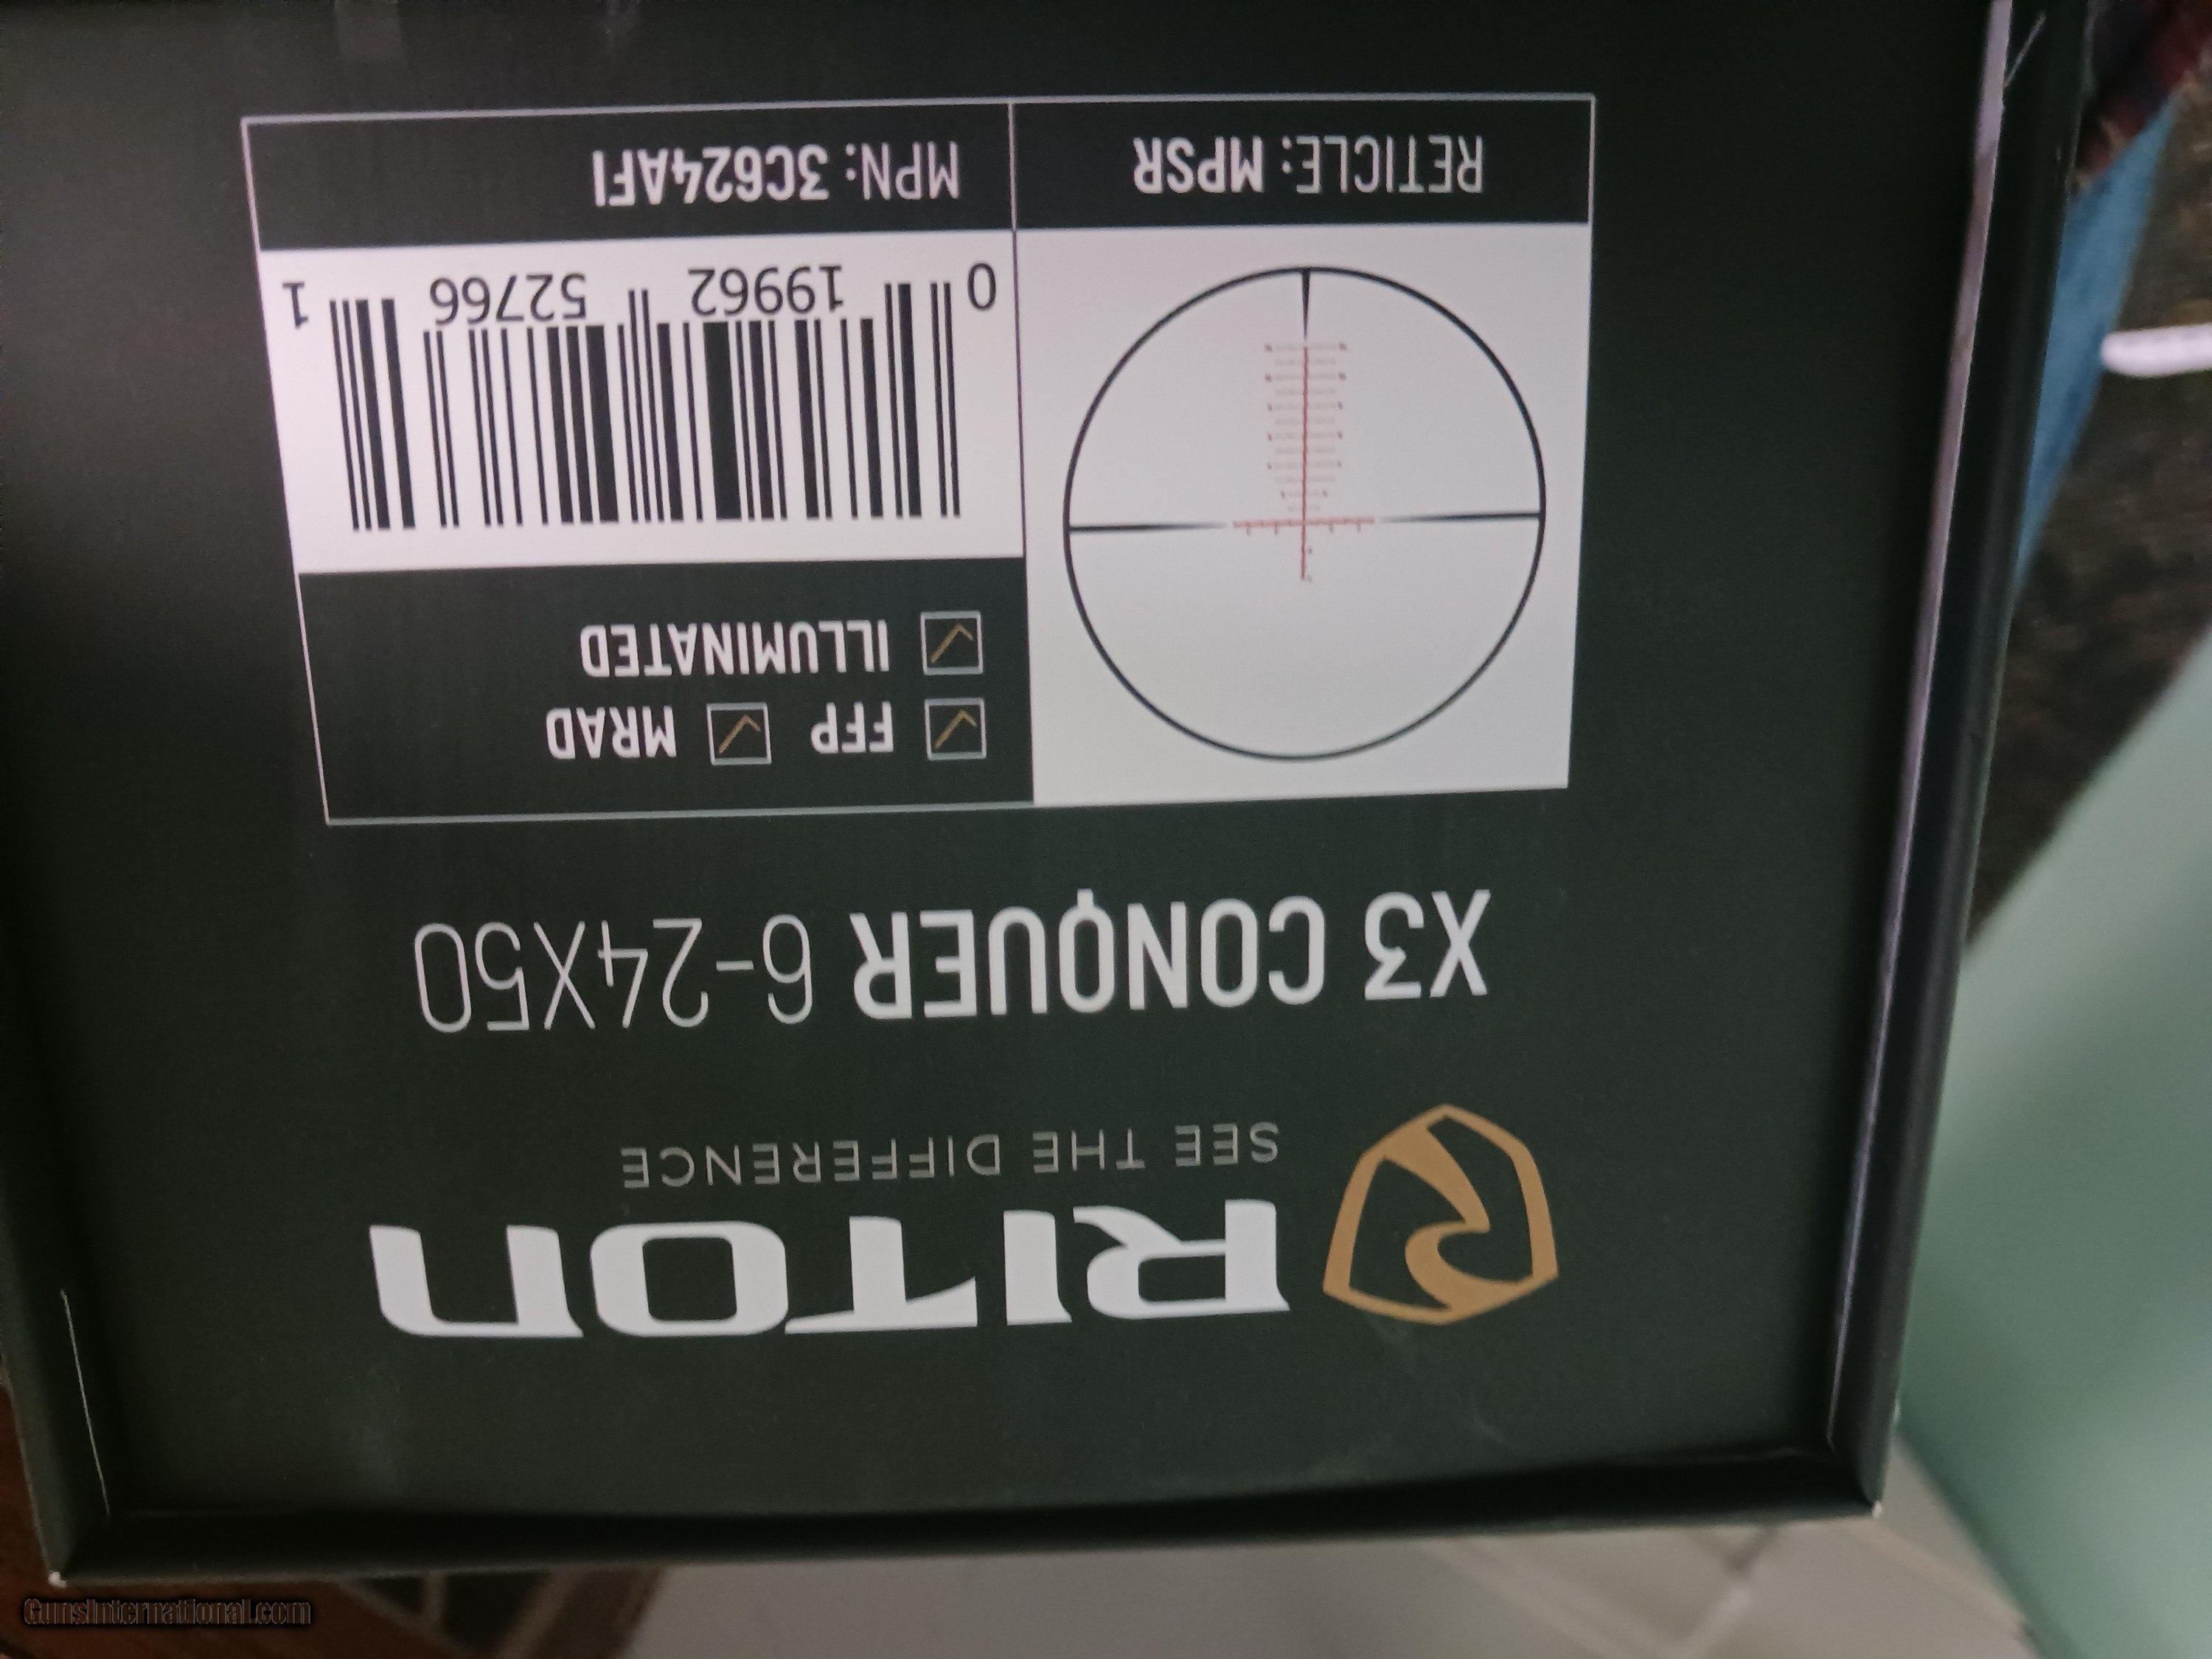 RITON
SEE THE DIFFERENCE
X3 CONQUER 6-24X50
FFP MRAD
ILLUMINATED
0 19962 52766 1
RETICLE: MPSR
MPN: 3C624AFI
GunsInternational.com